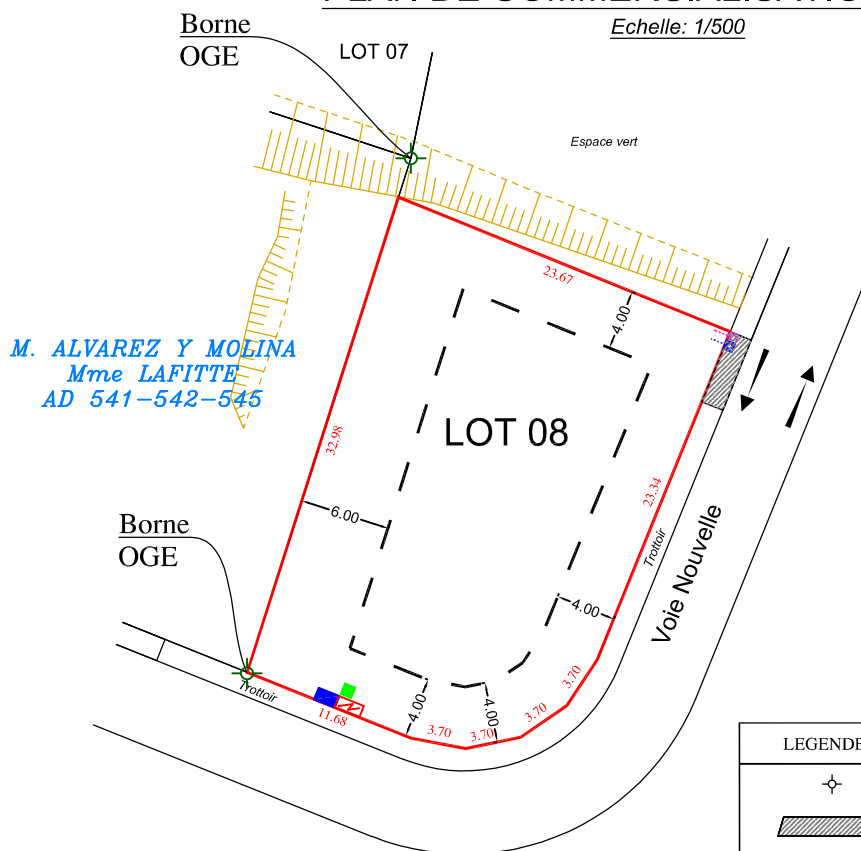 Echelle: 1/500
Borne
OGE
LOT 07
Espace vert
23.67
4.00
M. ALVAREZ Y MOLINA
Mme LAFITTE
AD 541-542-545
LOT 08
32.98
23.34
6.00
Borne
OGE
Trottoir
Voie Nouvelle
4.00
3.70
Trottoir
11.68
4.00
3.70
3.70
4.00
3.70
LEGENDE